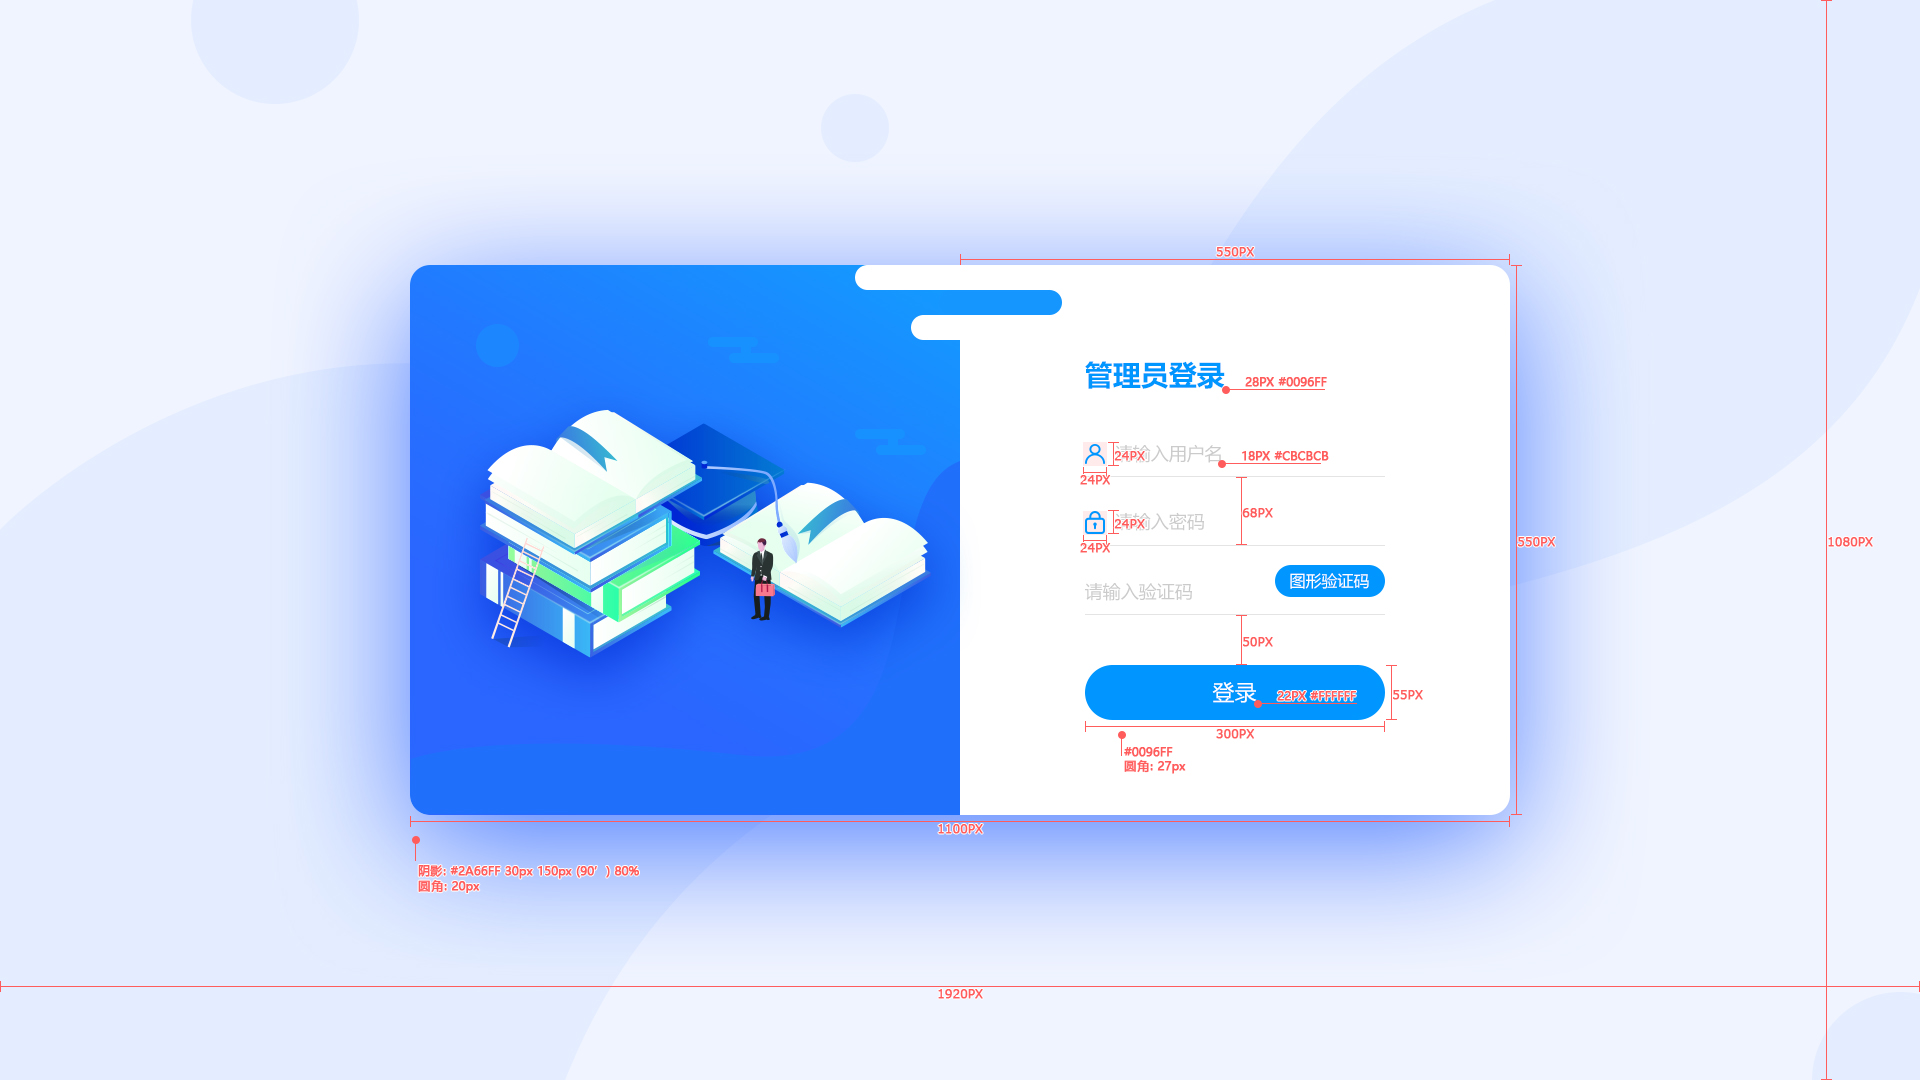 550PX
管理员登录
28PX #0096FF
请输入用户名
24PX
18PX #CBCBCB
24PX
68PX
请输入密码
24PX
24PX
550PX
1080PX
请输入验证码
图形验证码
50PX
登录
22PX #FFFFFF
55PX
300PX
#0096FF
圆角: 27px
1100PX
阴影: #2A66FF 30px 150px (90′ ) 80%
圆角: 20px
1920PX